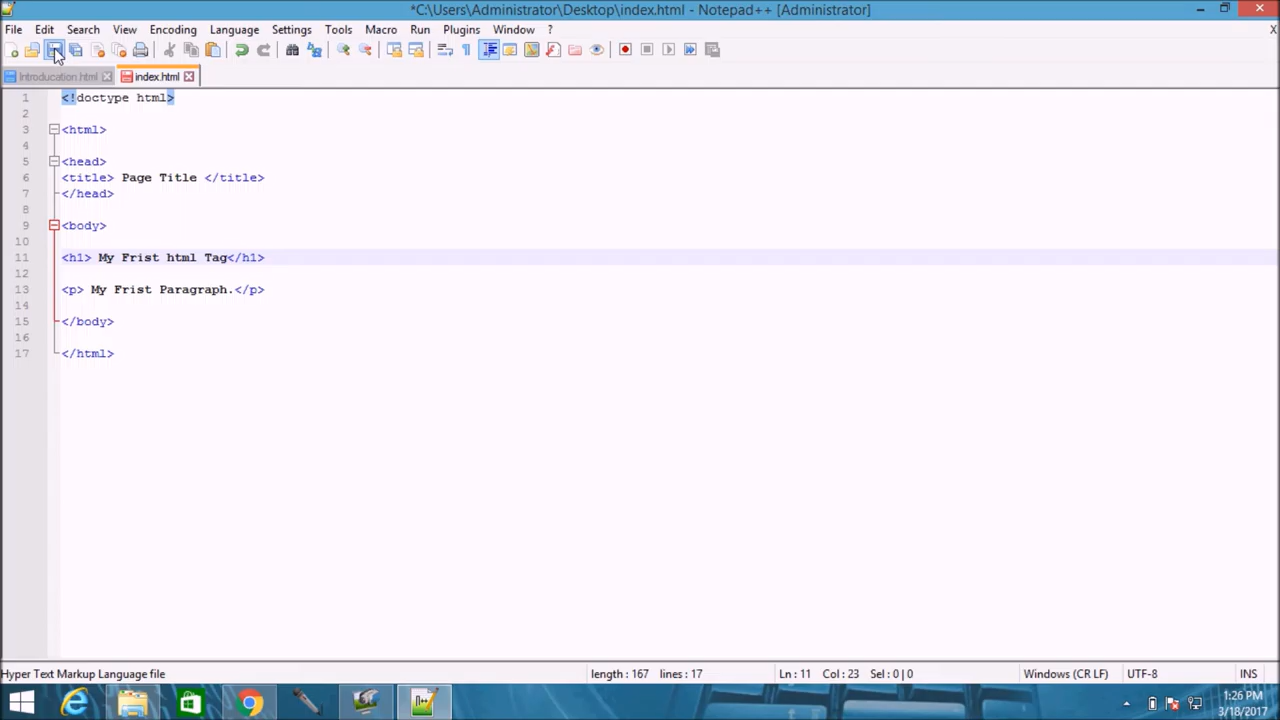 *C:\Users\Administrator\Desktop\index.html - Notepad++ [Administrator]
File Edit Search View Encoding Language Settings Tools Macro Run Plugins Window ? X
Introducation.html index.html
1 <!doctype html>
2
3 <html>
4
5 <head>
6 <title> Page Title </title>
7 </head>
8
9 <body>
10
11 <h1> My Frist html Tag</h1>
12
13 <p> My Frist Paragraph.</p>
14
15 </body>
16
17 </html>
Hyper Text Markup Language file length : 167 lines : 17 Ln : 11 Col : 23 Sel : 0 | 0 Windows (CR LF) UTF-8 INS
1:26 PM
3/18/2017